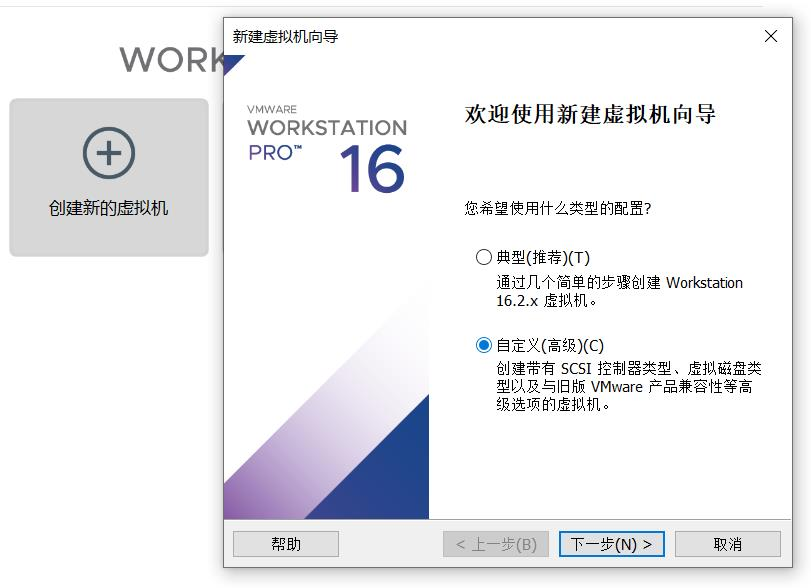 WORK
创建新的虚拟机
新建虚拟机向导
VMWARE
WORKSTATION
PRO™ 16
欢迎使用新建虚拟机向导
您希望使用什么类型的配置?
典型(推荐)(T)
通过几个简单的步骤创建 Workstation
16.2.x 虚拟机。
自定义(高级)(C)
创建带有 SCSI 控制器类型、虚拟磁盘类
型以及与旧版 VMware 产品兼容性等高
级选项的虚拟机。
帮助
< 上一步(B)
下一步(N) >
取消